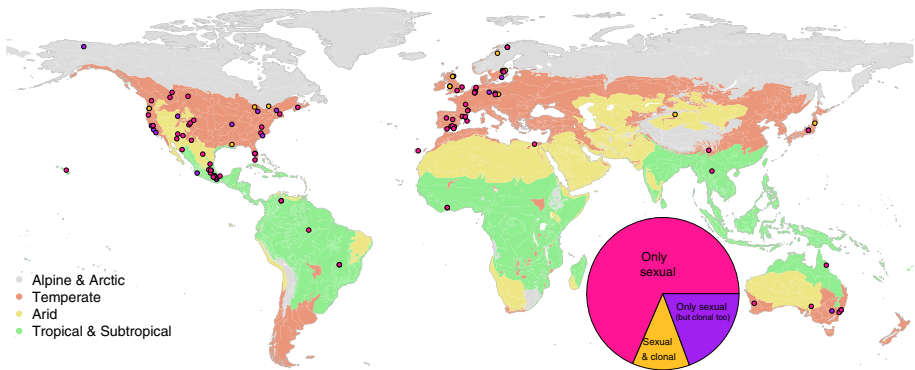 Only
sexual
Only sexual
(but clonal too)
Sexual
& clonal
Alpine & Arctic
Temperate
Arid
Tropical & Subtropical